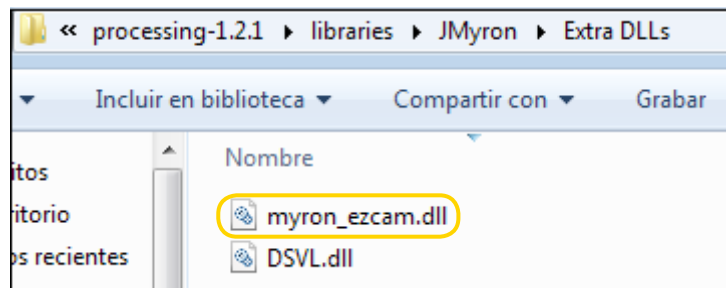 « processing-1.2.1 ▸ libraries ▸ JMyron ▸ Extra DLLs
Incluir en biblioteca ▾ Compartir con ▾ Grabar
Nombre
itos
ritorio
myron_ezcam.dll
os recientes
DSVL.dll